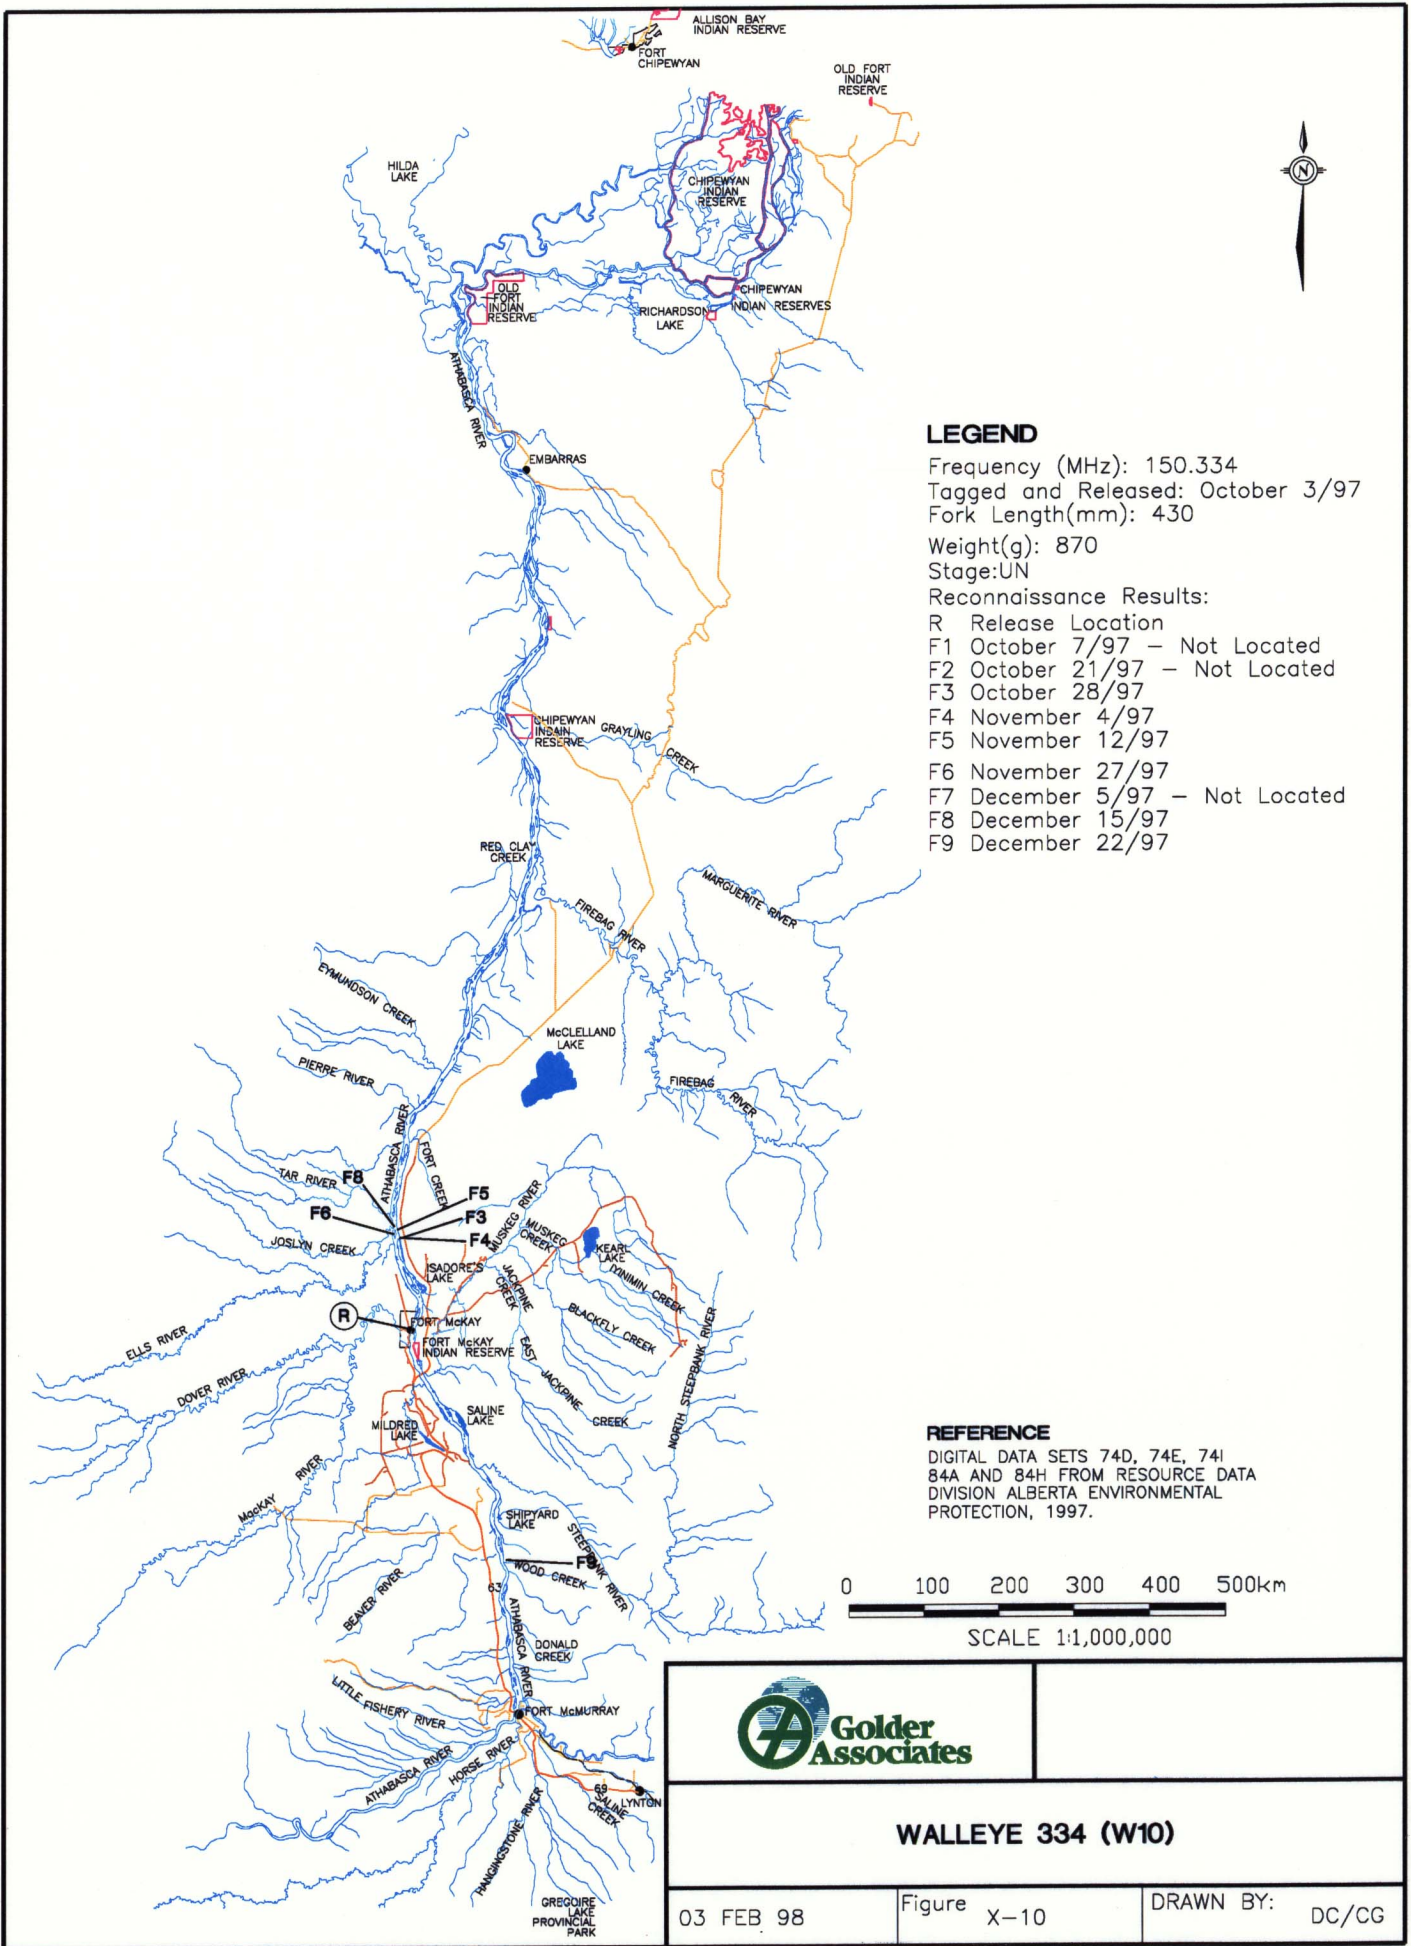 ALLISON BAY
INDIAN RESERVE
FORT
CHIPEWYAN
OLD FORT
INDIAN
RESERVE
HILDA
LAKE
N
CHIPEWYAN
INDIAN
RESERVE
OLD
FORT
INDIAN
RESERVE
CHIPEWYAN
INDIAN RESERVES
RICHARDSON
LAKE
ATHABASCA RIVER
EMBARRAS
LEGEND
Frequency (MHz): 150.334
Tagged and Released: October 3/97
Fork Length(mm): 430
Weight(g): 870
Stage:UN
Reconnaissance Results:
R Release Location
F1 October 7/97 – Not Located
F2 October 21/97 – Not Located
F3 October 28/97
F4 November 4/97
F5 November 12/97
F6 November 27/97
F7 December 5/97 – Not Located
F8 December 15/97
F9 December 22/97
CHIPEWYAN
INDAIN
RESERVE
GRAYLING
CREEK
RED CLAY
CREEK
MARGUERITE RIVER
FIREBAG RIVER
EYMUNDSON CREEK
McCLELLAND
LAKE
PIERRE RIVER
FIREBAG
RIVER
ATHABASCA RIVER
FORT CREEK
TAR RIVER
F8
F5
F6
F3
F4
JOSLYN CREEK
MUSKEG RIVER
MUSKEG
CREEK
KEARL
LAKE
ISADORE'S
LAKE
JACKPINE
CREEK
IYINIMIN CREEK
BLACKFLY CREEK
R
FORT McKAY
FORT McKAY
INDIAN RESERVE
EAST
JACKPINE
CREEK
NORTH STEEPBANK RIVER
ELLS RIVER
DOVER RIVER
SALINE
LAKE
MILDRED
LAKE
MacKAY
RIVER
SHIPYARD
LAKE
STEEPBANK RIVER
F9
WOOD CREEK
63
BEAVER RIVER
ATHABASCA RIVER
DONALD
CREEK
REFERENCE
DIGITAL DATA SETS 74D, 74E, 74I
84A AND 84H FROM RESOURCE DATA
DIVISION ALBERTA ENVIRONMENTAL
PROTECTION, 1997.
0 100 200 300 400 500km
SCALE 1:1,000,000
LITTLE FISHERY RIVER
FORT McMURRAY
ATHABASCA RIVER
HORSE RIVER
HANGINGSTONE RIVER
69
SALINE
CREEK
LYNTON
GREGOIRE
LAKE
PROVINCIAL
PARK
Golder
Associates
WALLEYE 334 (W10)
03 FEB 98
Figure X–10
DRAWN BY: DC/CG